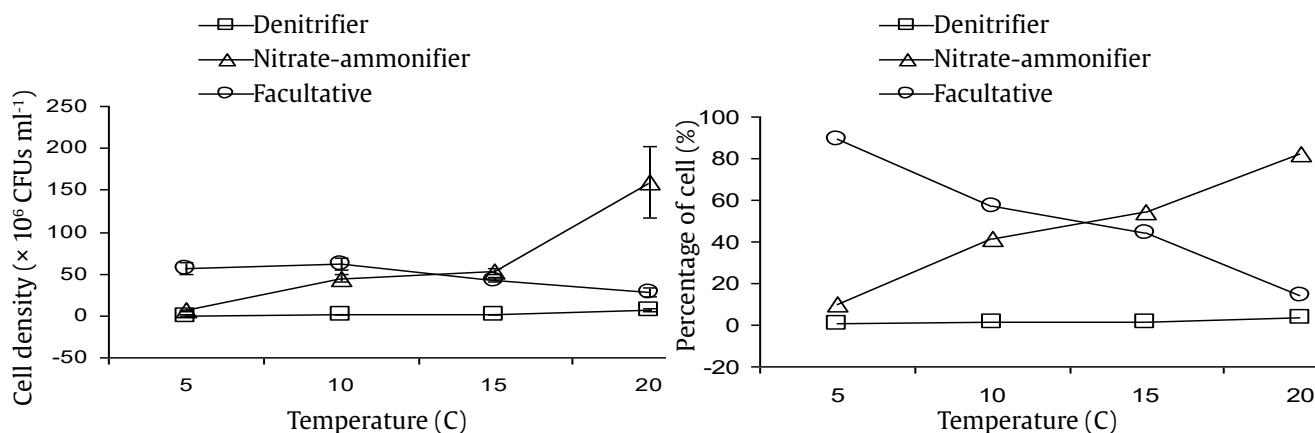 Denitrifier
Nitrate-ammonifier
Facultative
Cell density (× 10⁶ CFUs ml⁻¹)
250
200
150
100
50
0
-50
5 10 15 20
Temperature (C)
Denitrifier
Nitrate-ammonifier
Facultative
Percentage of cell (%)
100
80
60
40
20
0
-20
5 10 15 20
Temperature (C)